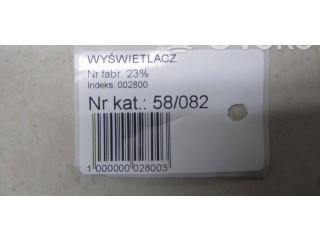 WYŚWIETLACZ
Nr fabr. 23%
Indeks: 002800
Nr kat.: 58/082
1 000000 028003